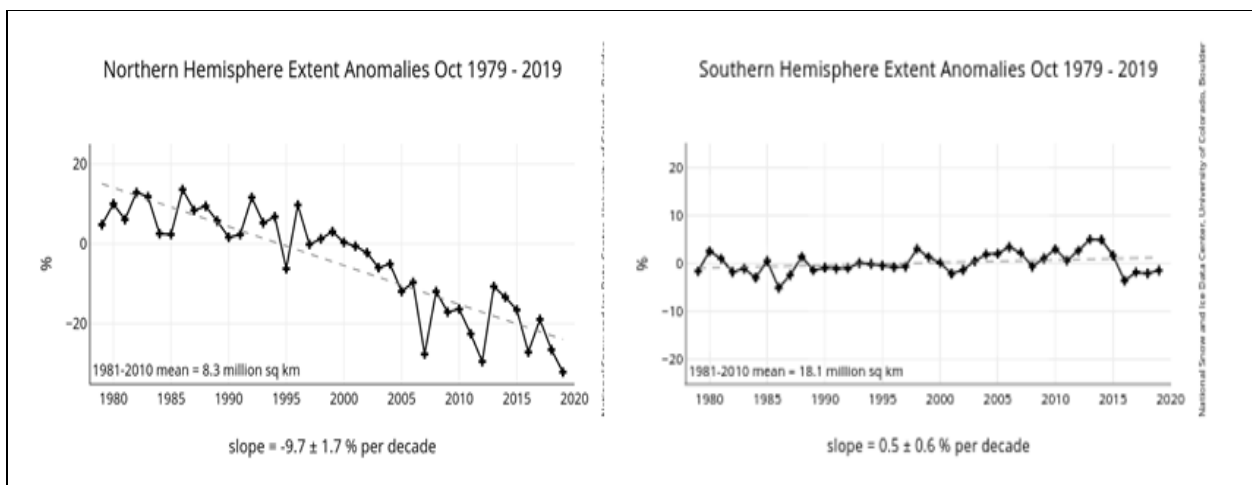 Northern Hemisphere Extent Anomalies Oct 1979 - 2019
20
0
−20
%
1981-2010 mean = 8.3 million sq km
1980 1985 1990 1995 2000 2005 2010 2015 2020
slope = -9.7 ± 1.7 % per decade
Southern Hemisphere Extent Anomalies Oct 1979 - 2019
20
10
0
−10
−20
%
1981-2010 mean = 18.1 million sq km
1980 1985 1990 1995 2000 2005 2010 2015 2020
slope = 0.5 ± 0.6 % per decade
National Snow and Ice Data Center, University of Colorado, Boulder